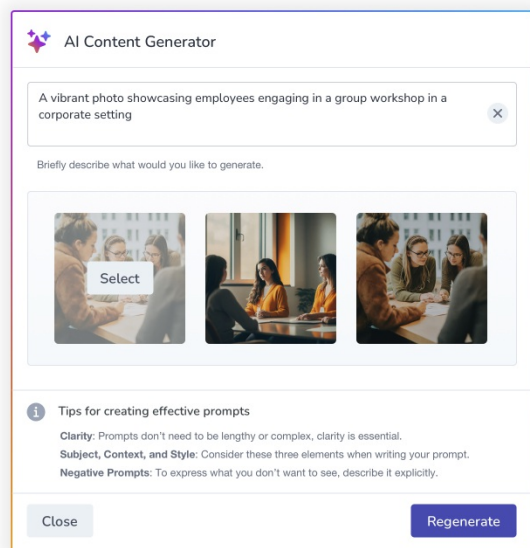 AI Content Generator
A vibrant photo showcasing employees engaging in a group workshop in a
corporate setting
Briefly describe what would you like to generate.
Select
Tips for creating effective prompts
Clarity: Prompts don’t need to be lengthy or complex, clarity is essential.
Subject, Context, and Style: Consider these three elements when writing your prompt.
Negative Prompts: To express what you don’t want to see, describe it explicitly.
Close
Regenerate